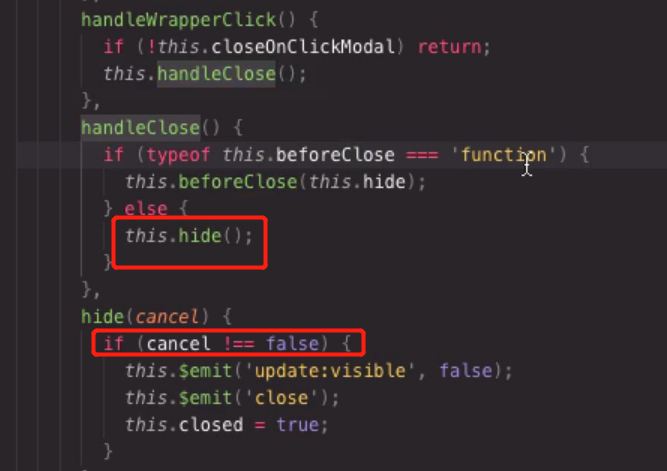 handleWrapperClick() {
if (!this.closeOnClickModal) return;
this.handleClose();
},
handleClose() {
if (typeof this.beforeClose === 'function') {
this.beforeClose(this.hide);
} else {
this.hide();
}
},
hide(cancel) {
if (cancel !== false) {
this.$emit('update:visible', false);
this.$emit('close');
this.closed = true;
}